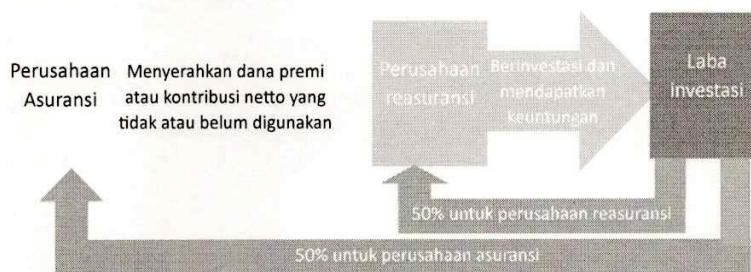 Perusahaan
Asuransi
Menyerahkan dana premi
atau kontribusi netto yang
tidak atau belum digunakan
Perusahaan
reasuransi
Berinvestasi dan
mendapatkan
keuntungan
Laba
investasi
50% untuk perusahaan reasuransi
50% untuk perusahaan asuransi